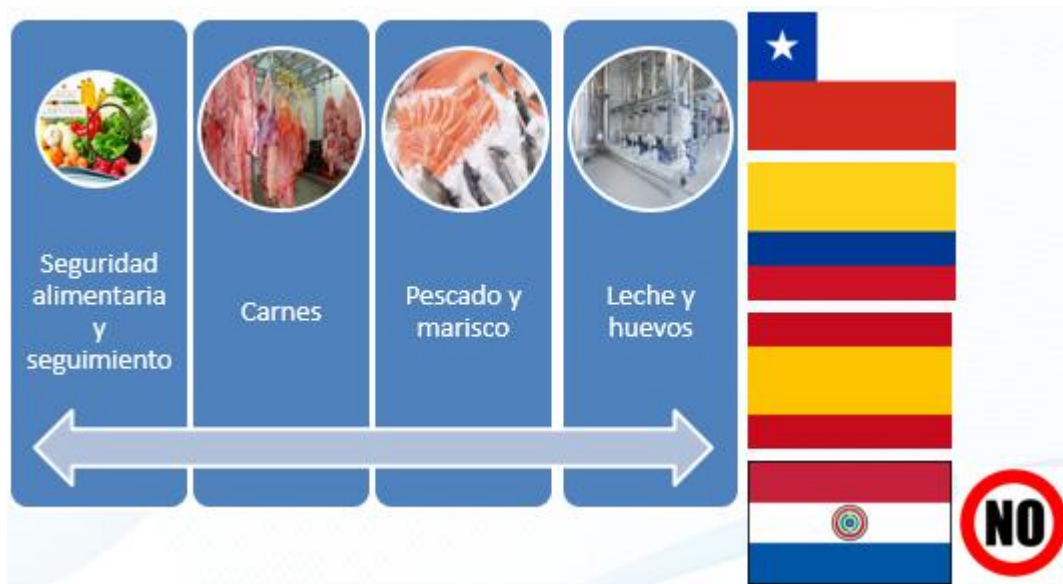 Seguridad
alimentaria
y
seguimiento
Carnes
Pescado y
marisco
Leche y
huevos
NO